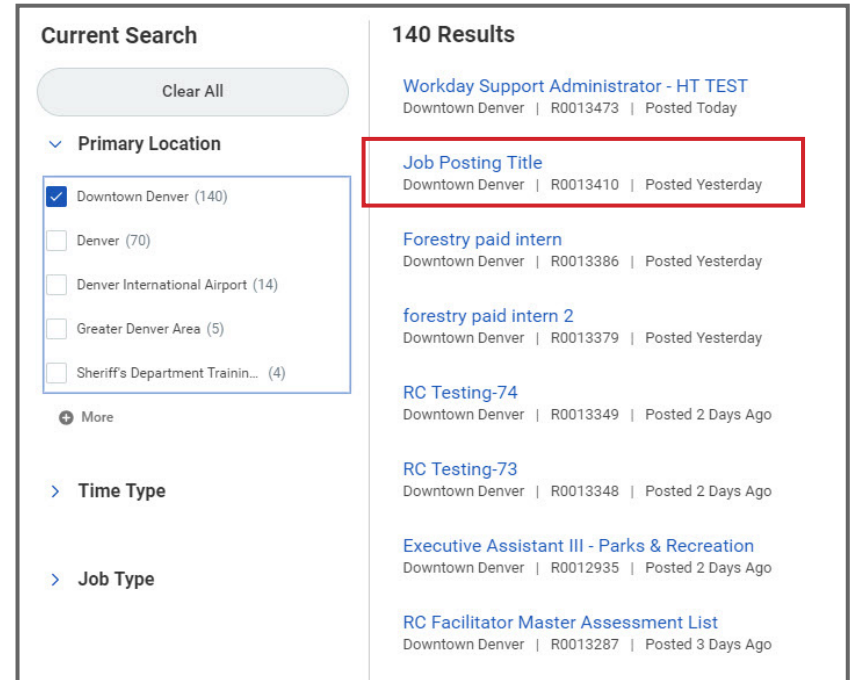 Current Search
Clear All
Primary Location
Downtown Denver (140)
Denver (70)
Denver International Airport (14)
Greater Denver Area (5)
Sheriff's Department Trainin... (4)
More
Time Type
Job Type
140 Results
Workday Support Administrator - HT TEST
Downtown Denver | R0013473 | Posted Today
Job Posting Title
Downtown Denver | R0013410 | Posted Yesterday
Forestry paid intern
Downtown Denver | R0013386 | Posted Yesterday
forestry paid intern 2
Downtown Denver | R0013379 | Posted Yesterday
RC Testing-74
Downtown Denver | R0013349 | Posted 2 Days Ago
RC Testing-73
Downtown Denver | R0013348 | Posted 2 Days Ago
Executive Assistant III - Parks & Recreation
Downtown Denver | R0012935 | Posted 2 Days Ago
RC Facilitator Master Assessment List
Downtown Denver | R0013287 | Posted 3 Days Ago